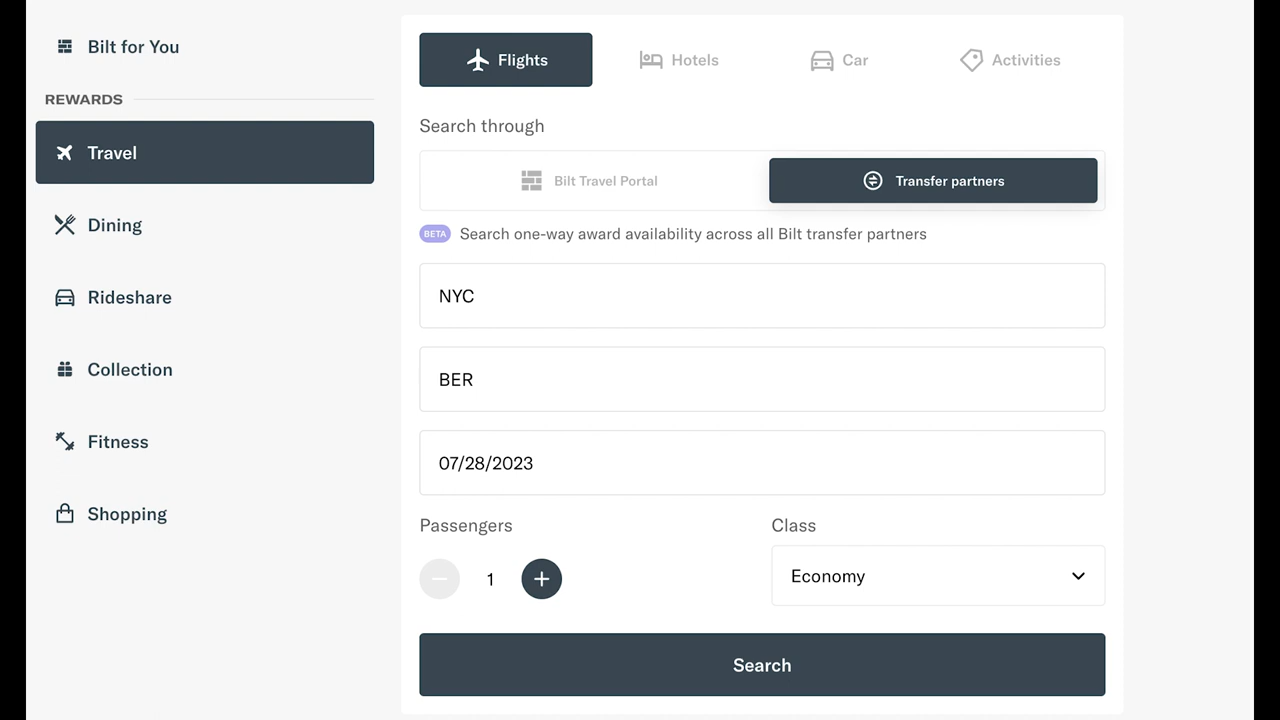 Bilt for You
REWARDS
Travel
Dining
Rideshare
Collection
Fitness
Shopping
Flights
Hotels
Car
Activities
Search through
Bilt Travel Portal
Transfer partners
BETA Search one-way award availability across all Bilt transfer partners
NYC
BER
07/28/2023
Passengers
1
Class
Economy
Search